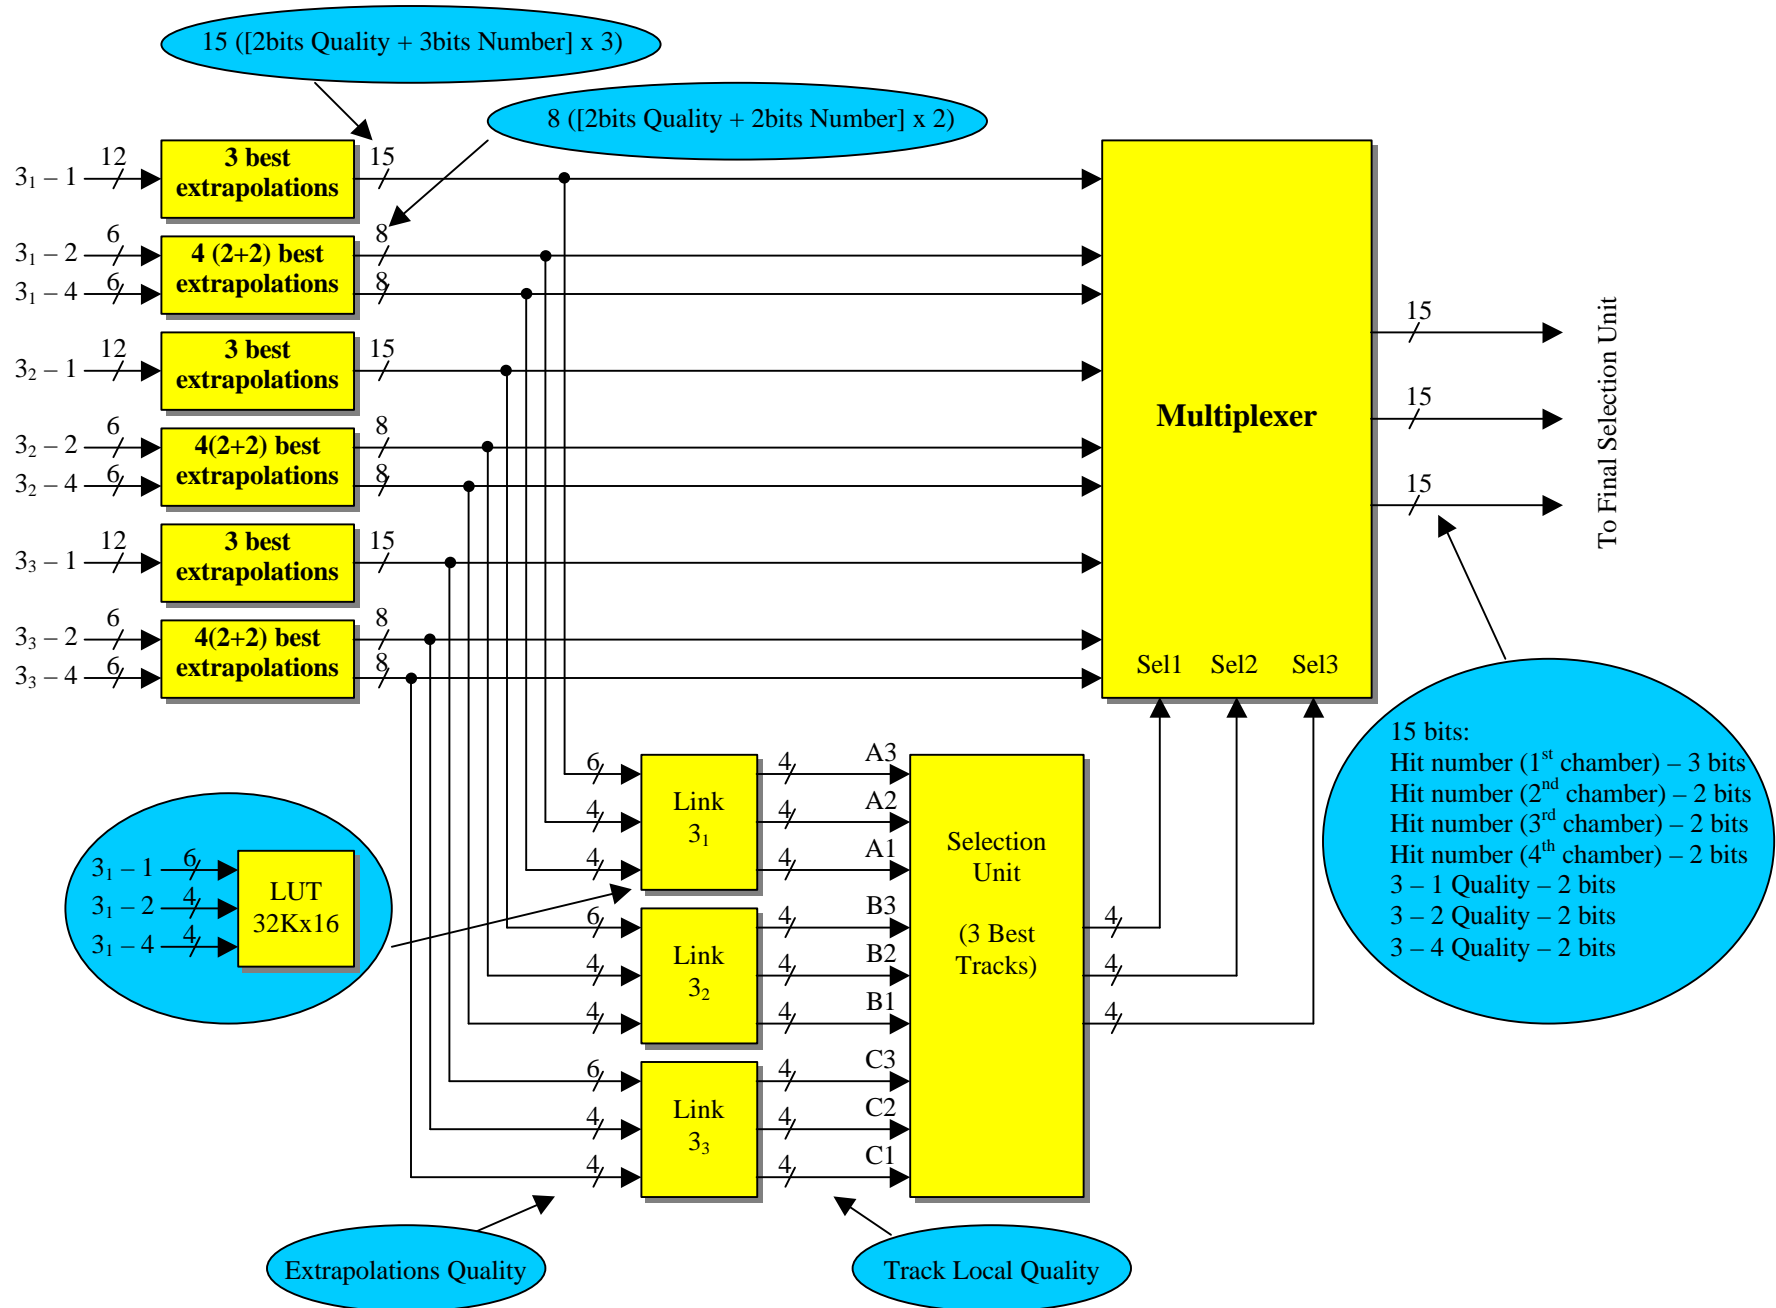 15 ([2bits Quality + 3bits Number] x 3)
8 ([2bits Quality + 2bits Number] x 2)
3₁ – 1
12
3 best
extrapolations
15
3₁ – 2
6
3₁ – 4
6
4 (2+2) best
extrapolations
8
8
3₂ – 1
12
3 best
extrapolations
15
3₂ – 2
6
3₂ – 4
6
4(2+2) best
extrapolations
8
8
3₃ – 1
12
3 best
extrapolations
15
3₃ – 2
6
3₃ – 4
6
4(2+2) best
extrapolations
8
8
Multiplexer
Sel1 Sel2 Sel3
15
15
15
To Final Selection Unit
6
4
4
Link
3₁
4
4
4
A3
A2
A1
6
4
4
Link
3₂
4
4
4
B3
B2
B1
6
4
4
Link
3₃
4
4
4
C3
C2
C1
Selection
Unit
(3 Best
Tracks)
4
4
4
3₁ – 1
6
3₁ – 2
4
3₁ – 4
4
LUT
32Kx16
15 bits:
Hit number (1st chamber) – 3 bits
Hit number (2nd chamber) – 2 bits
Hit number (3rd chamber) – 2 bits
Hit number (4th chamber) – 2 bits
3 – 1 Quality – 2 bits
3 – 2 Quality – 2 bits
3 – 4 Quality – 2 bits
Extrapolations Quality
Track Local Quality